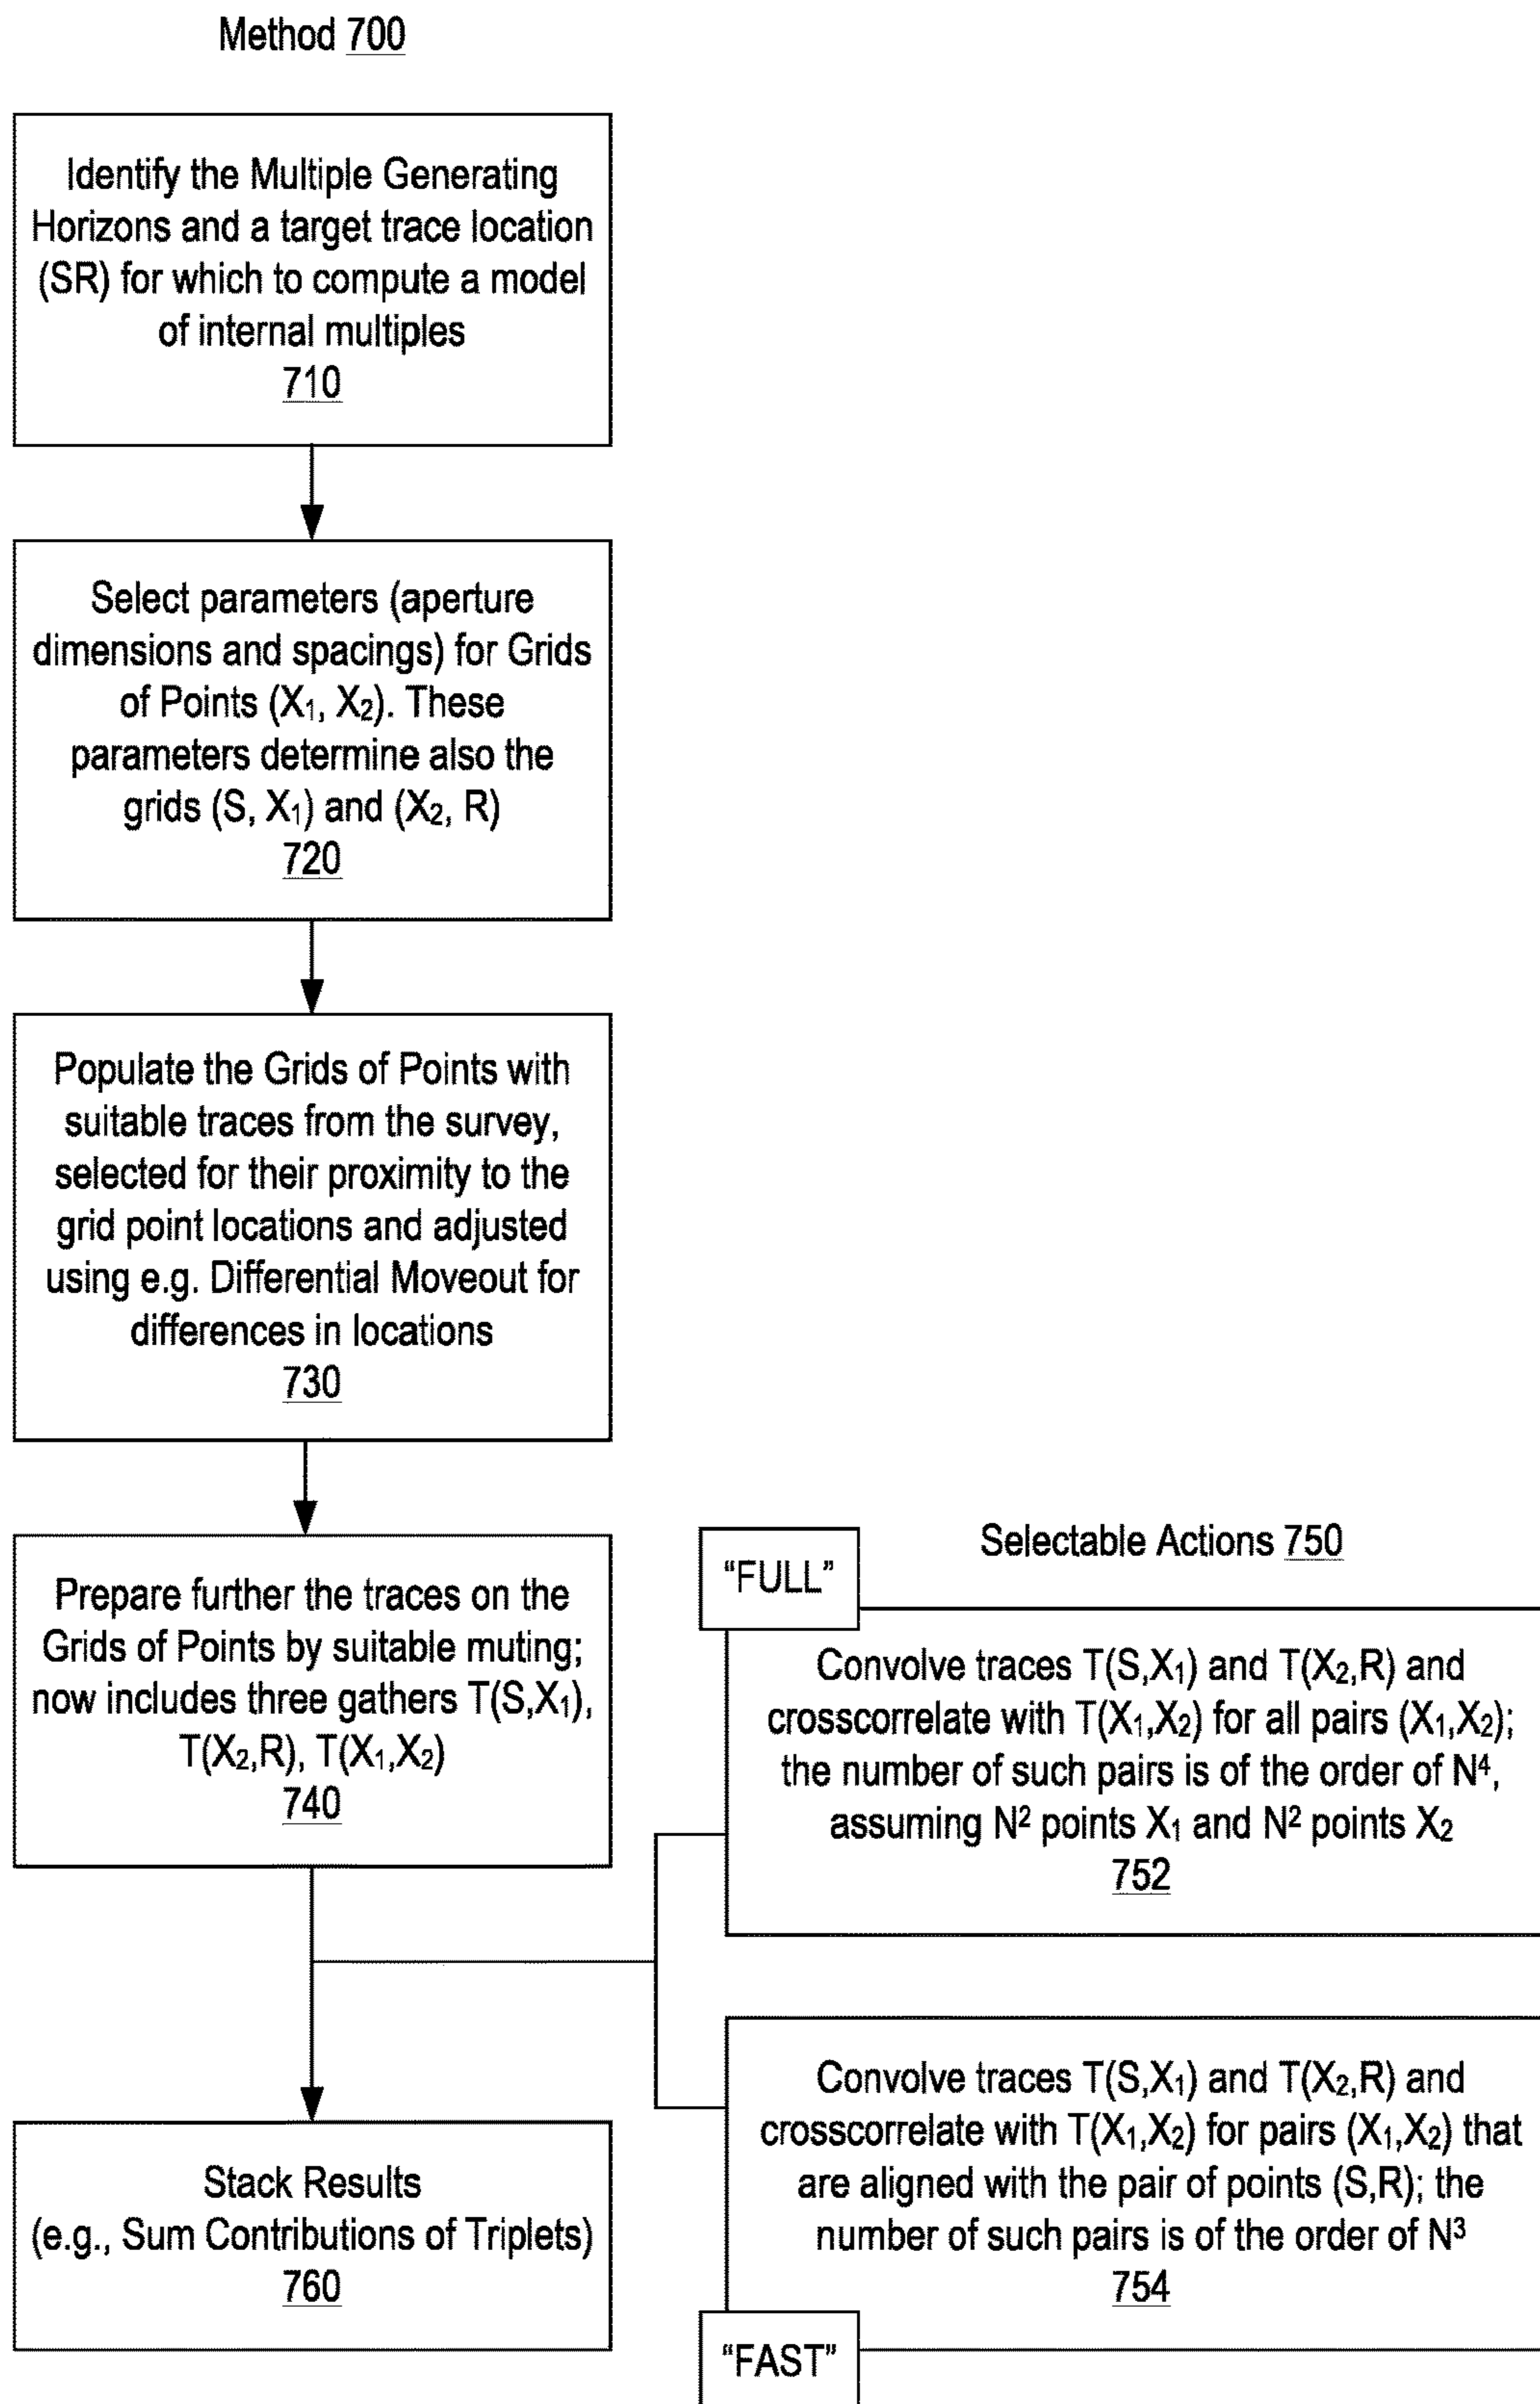 Method 700
Identify the Multiple Generating
Horizons and a target trace location
(SR) for which to compute a model
of internal multiples
710
Select parameters (aperture
dimensions and spacings) for Grids
of Points (X₁, X₂). These
parameters determine also the
grids (S, X₁) and (X₂, R)
720
Populate the Grids of Points with
suitable traces from the survey,
selected for their proximity to the
grid point locations and adjusted
using e.g. Differential Moveout for
differences in locations
730
Prepare further the traces on the
Grids of Points by suitable muting;
now includes three gathers T(S,X₁),
T(X₂,R), T(X₁,X₂)
740
Selectable Actions 750
“FULL”
Convolve traces T(S,X₁) and T(X₂,R) and
crosscorrelate with T(X₁,X₂) for all pairs (X₁,X₂);
the number of such pairs is of the order of N⁴,
assuming N² points X₁ and N² points X₂
752
Convolve traces T(S,X₁) and T(X₂,R) and
crosscorrelate with T(X₁,X₂) for pairs (X₁,X₂) that
are aligned with the pair of points (S,R); the
number of such pairs is of the order of N³
754
“FAST”
Stack Results
(e.g., Sum Contributions of Triplets)
760